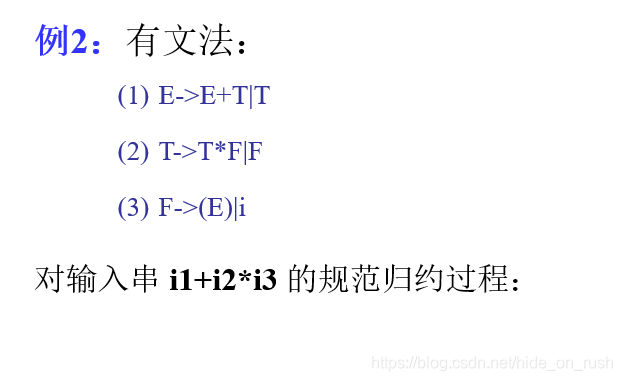 例2：有文法：
(1) E->E+T|T
(2) T->T*F|F
(3) F->(E)|i
对输入串 i1+i2*i3 的规范归约过程：
https://blog.csdn.net/hide_on_rush